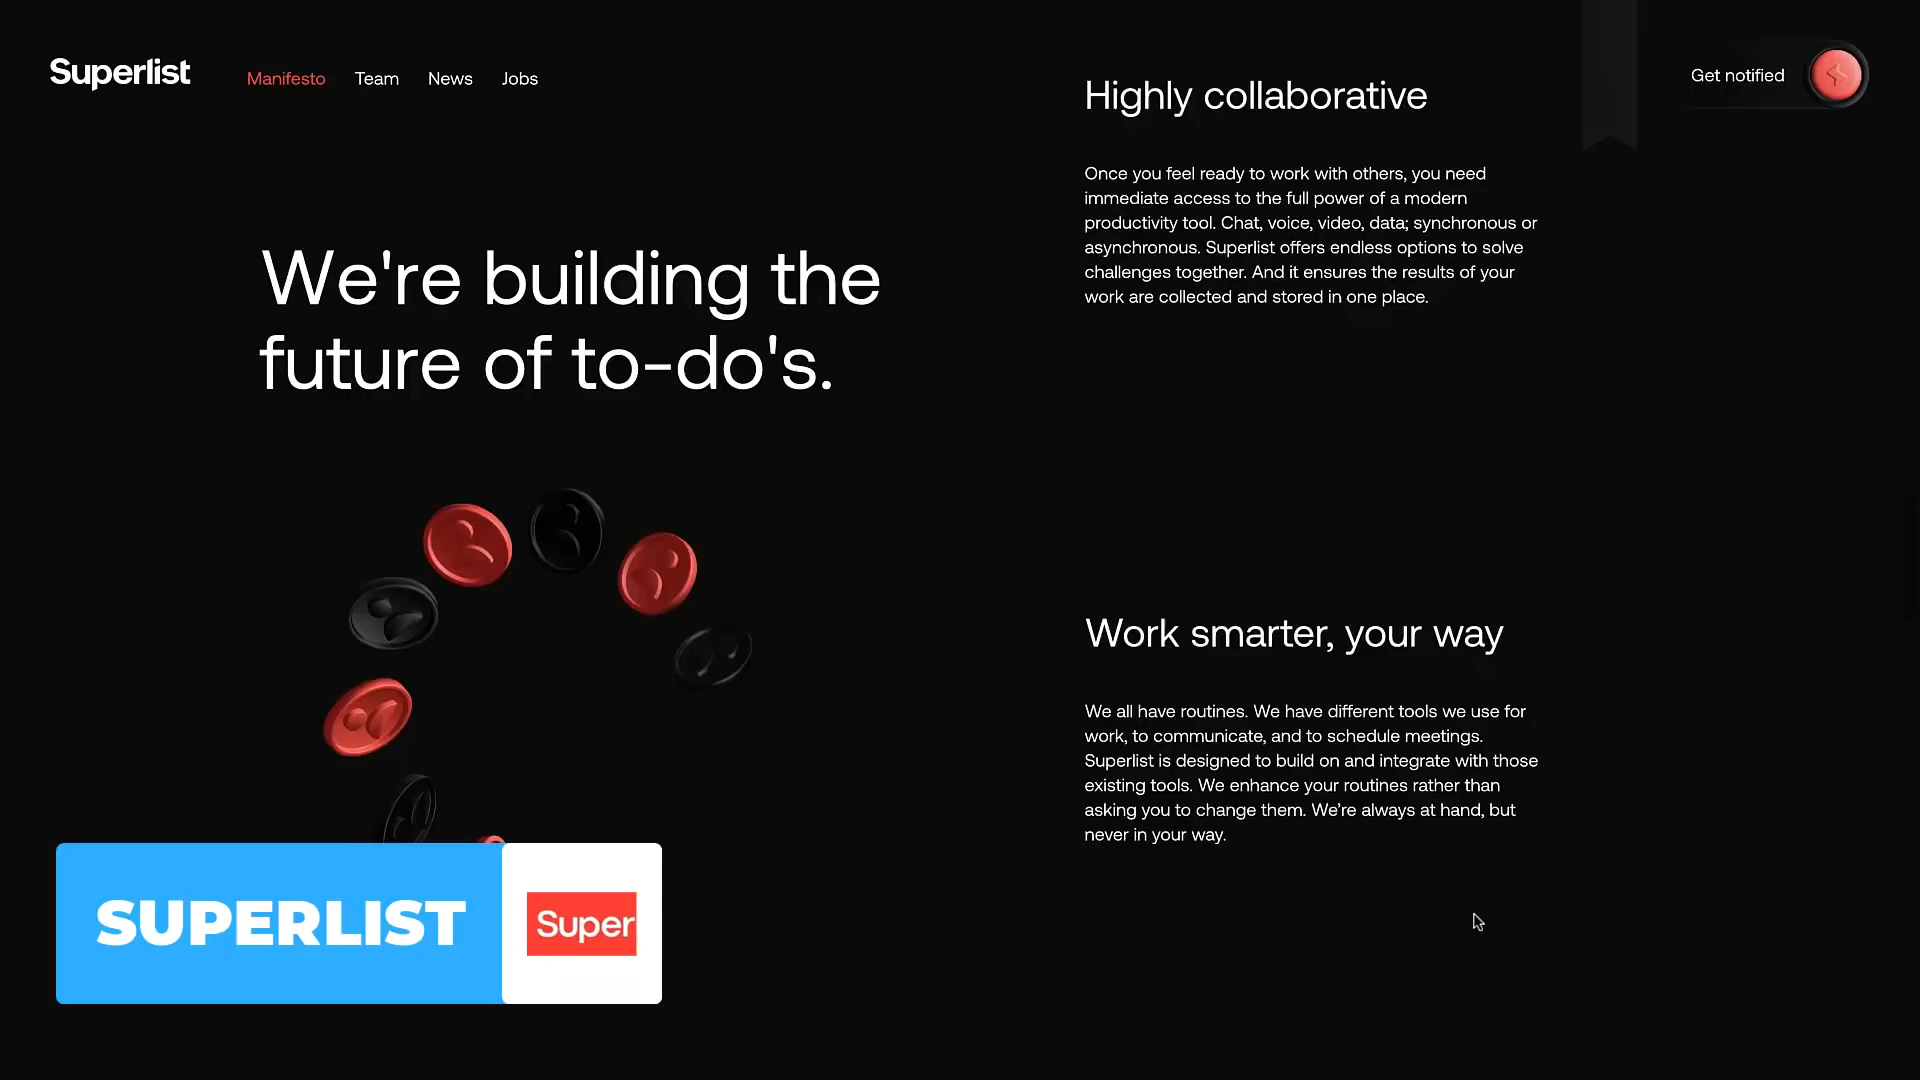 Superlist
Manifesto
Team
News
Jobs
Get notified
We're building the
future of to-do's.
Highly collaborative
Once you feel ready to work with others, you need
immediate access to the full power of a modern
productivity tool. Chat, voice, video, data; synchronous or
asynchronous. Superlist offers endless options to solve
challenges together. And it ensures the results of your
work are collected and stored in one place.
Work smarter, your way
We all have routines. We have different tools we use for
work, to communicate, and to schedule meetings.
Superlist is designed to build on and integrate with those
existing tools. We enhance your routines rather than
asking you to change them. We’re always at hand, but
never in your way.
SUPERLIST
Super